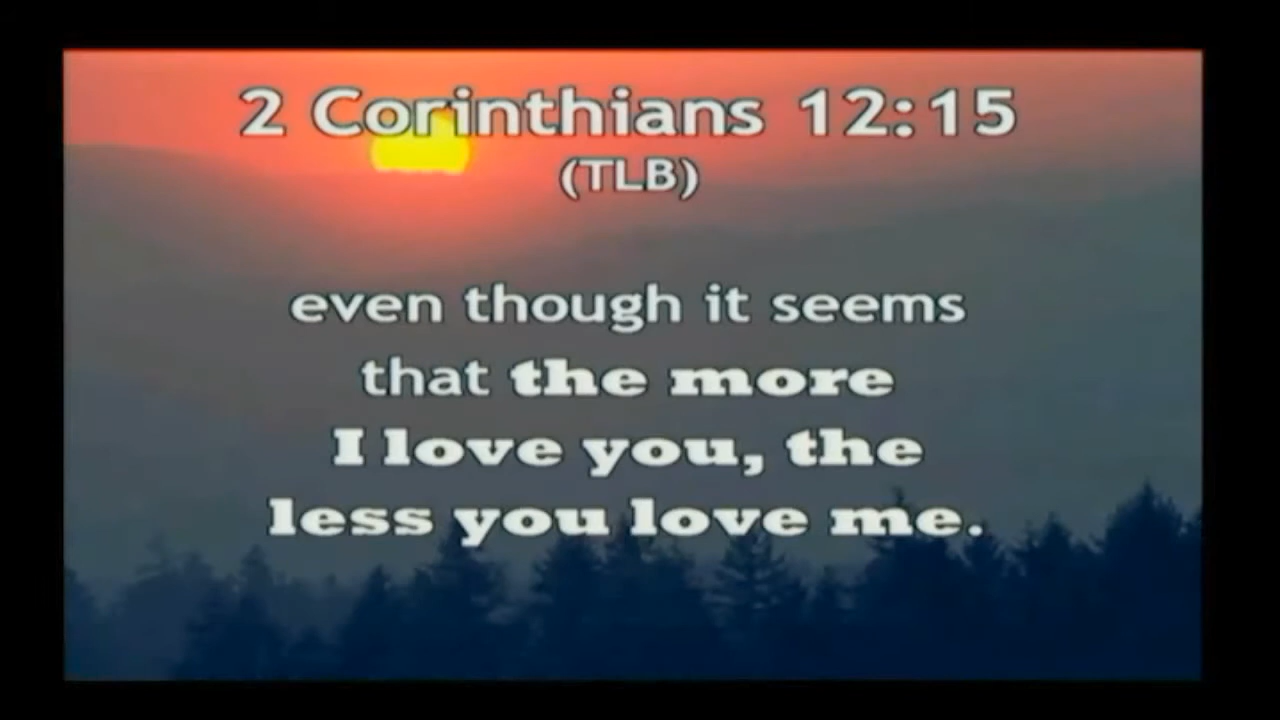 2 Corinthians 12:15
(TLB)
even though it seems
that the more
I love you, the
less you love me.